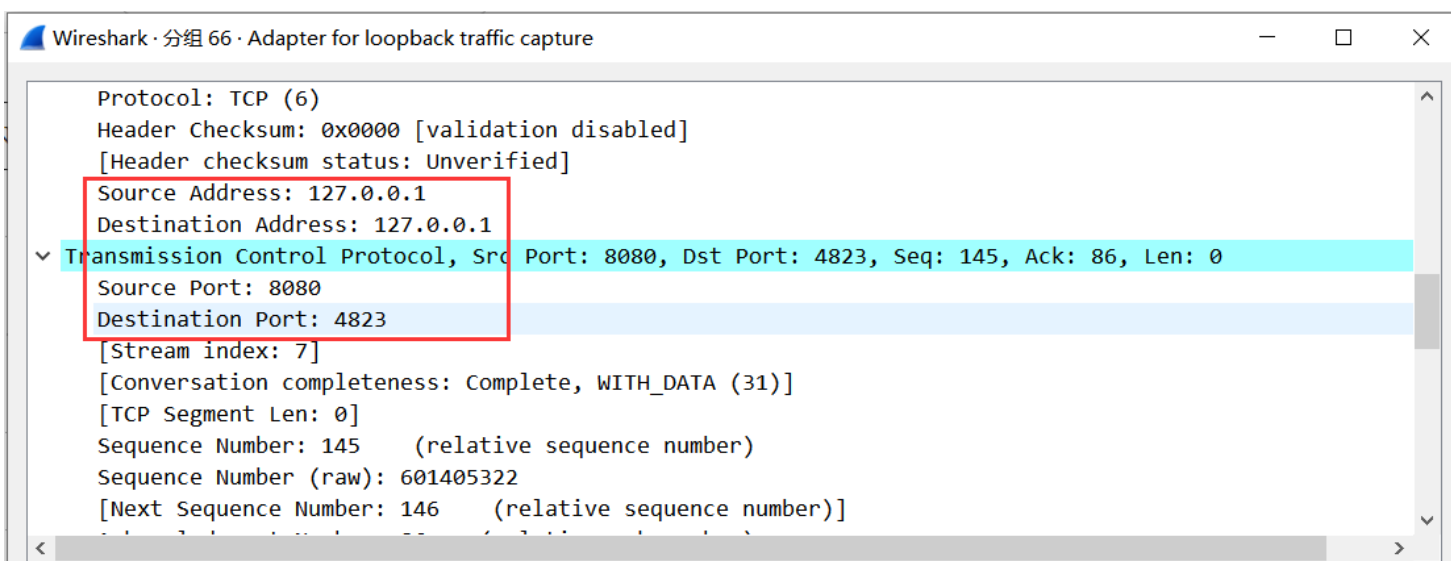 Wireshark · 分组 66 · Adapter for loopback traffic capture
Protocol: TCP (6)
Header Checksum: 0x0000 [validation disabled]
[Header checksum status: Unverified]
Source Address: 127.0.0.1
Destination Address: 127.0.0.1
Transmission Control Protocol, Src Port: 8080, Dst Port: 4823, Seq: 145, Ack: 86, Len: 0
Source Port: 8080
Destination Port: 4823
[Stream index: 7]
[Conversation completeness: Complete, WITH_DATA (31)]
[TCP Segment Len: 0]
Sequence Number: 145 (relative sequence number)
Sequence Number (raw): 601405322
[Next Sequence Number: 146 (relative sequence number)]